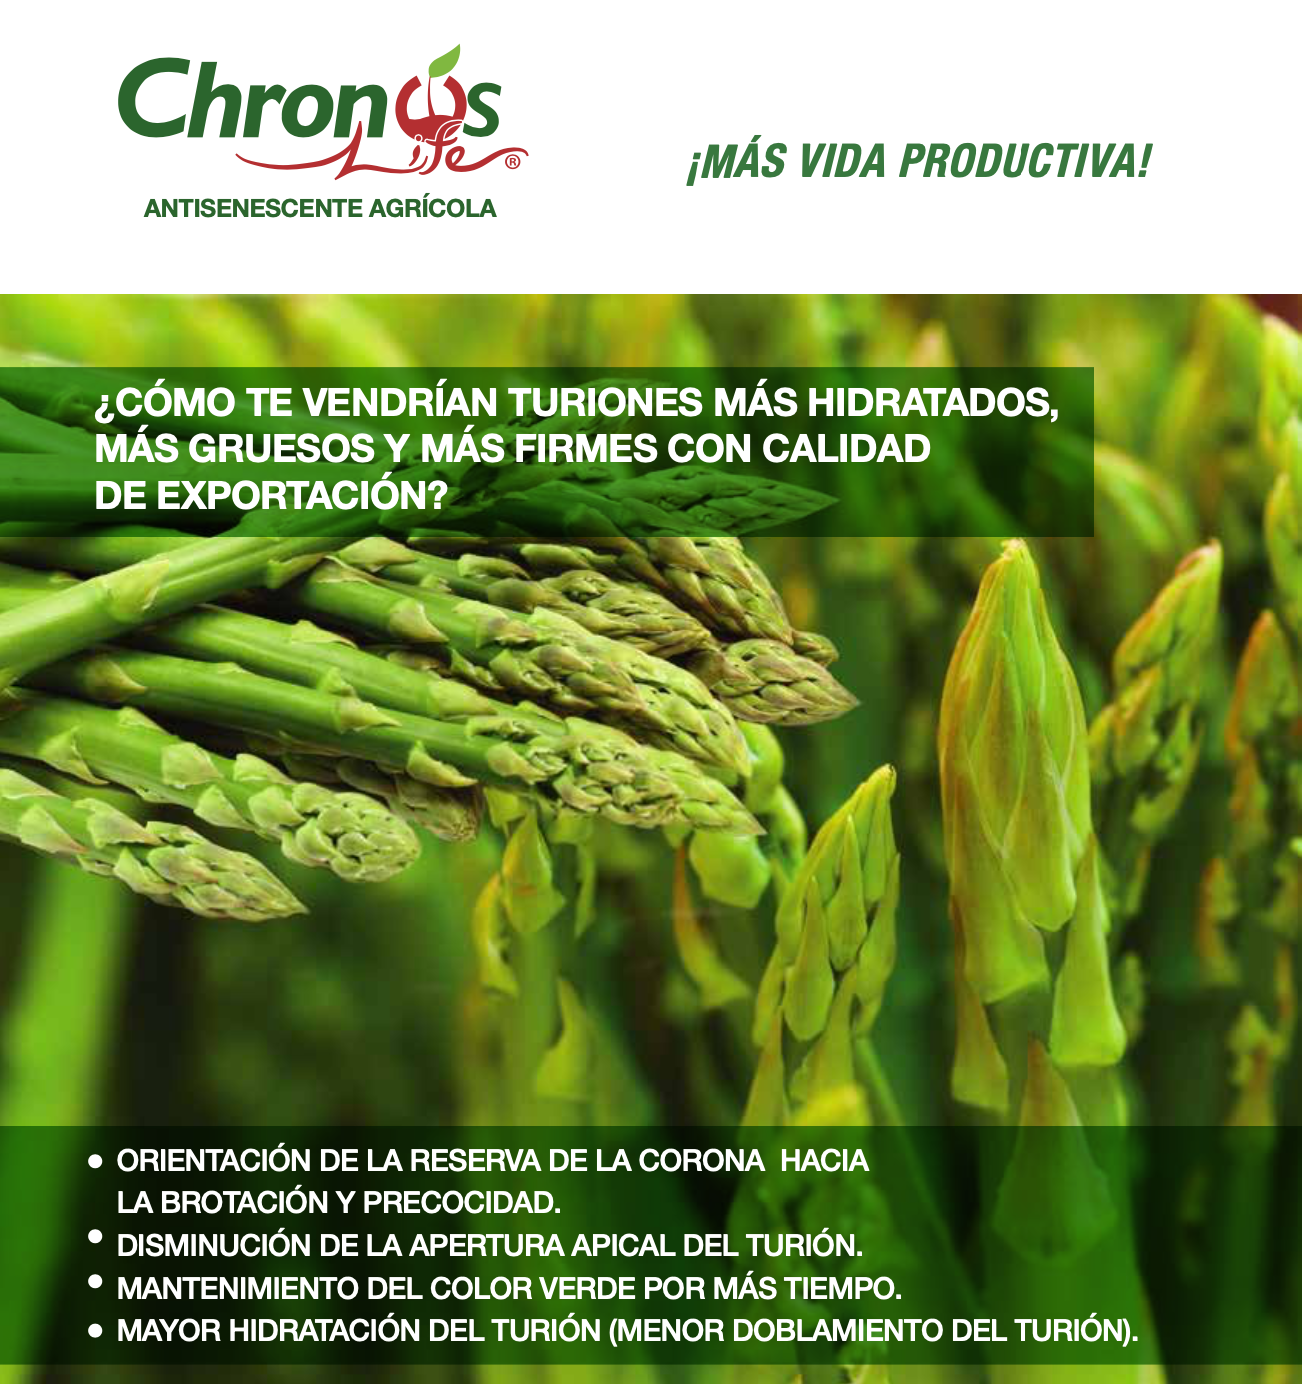 Chronos
Life®
ANTISENESCENTE AGRÍCOLA
¡MÁS VIDA PRODUCTIVA!
¿CÓMO TE VENDRÍAN TURIONES MÁS HIDRATADOS,
MÁS GRUESOS Y MÁS FIRMES CON CALIDAD
DE EXPORTACIÓN?
• ORIENTACIÓN DE LA RESERVA DE LA CORONA HACIA
LA BROTACIÓN Y PRECOCIDAD.
• DISMINUCIÓN DE LA APERTURA APICAL DEL TURIÓN.
• MANTENIMIENTO DEL COLOR VERDE POR MÁS TIEMPO.
• MAYOR HIDRATACIÓN DEL TURIÓN (MENOR DOBLAMIENTO DEL TURIÓN).